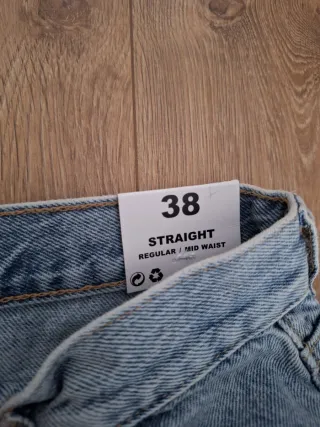 38
STRAIGHT
REGULAR / MID WAIST